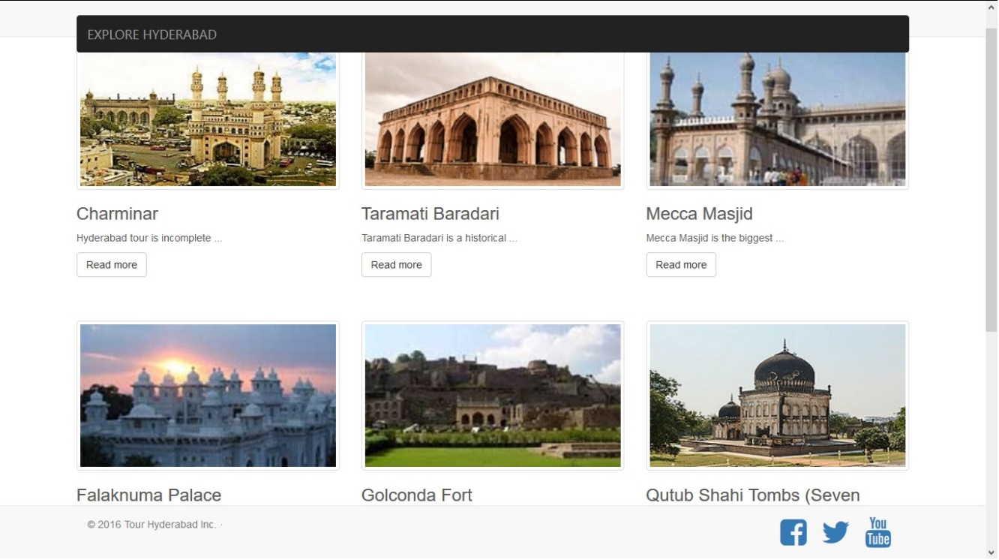 EXPLORE HYDERABAD
Charminar
Taramati Baradari
Mecca Masjid
Hyderabad tour is incomplete ...
Taramati Baradari is a historical ...
Mecca Masjid is the biggest ...
Read more
Read more
Read more
Falaknuma Palace
Golconda Fort
Qutub Shahi Tombs (Seven
© 2016 Tour Hyderabad Inc. ·
You
Tube